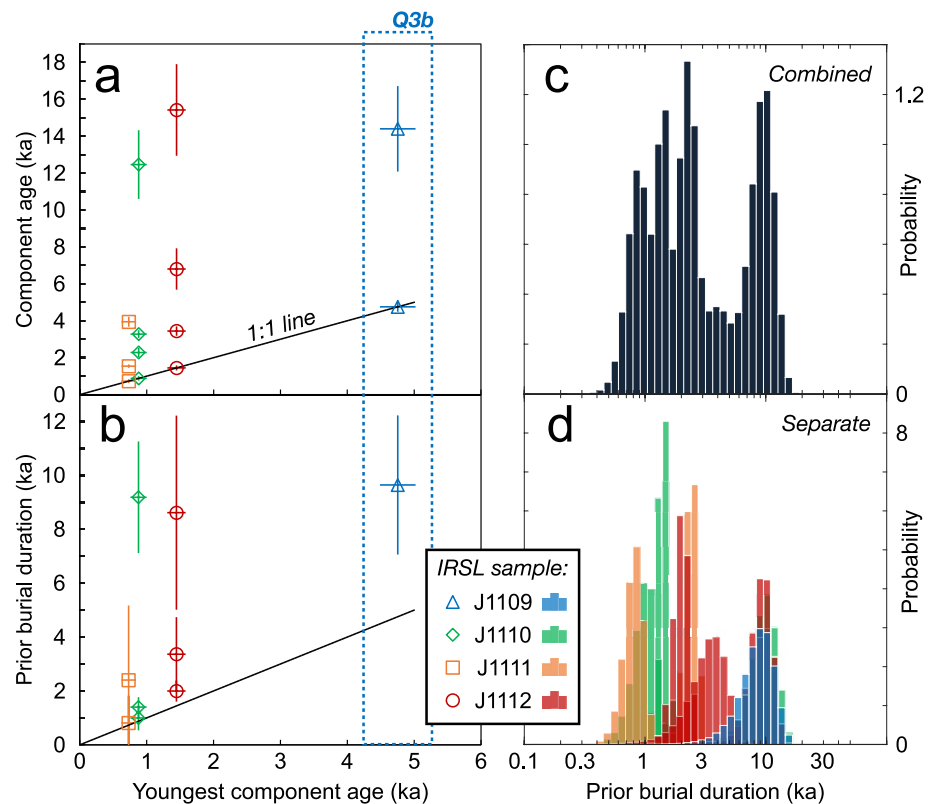 Q3b
a
18
16
14
12
10
8
6
4
2
0
Component age (ka)
1:1 line
b
12
10
8
6
4
2
0
Prior burial duration (ka)
0 1 2 3 4 5 6
Youngest component age (ka)
c
Combined
1.2
0
Probability
d
Separate
8
0
Probability
0.1 0.3 1 3 10 30
Prior burial duration (ka)
IRSL sample:
J1109
J1110
J1111
J1112